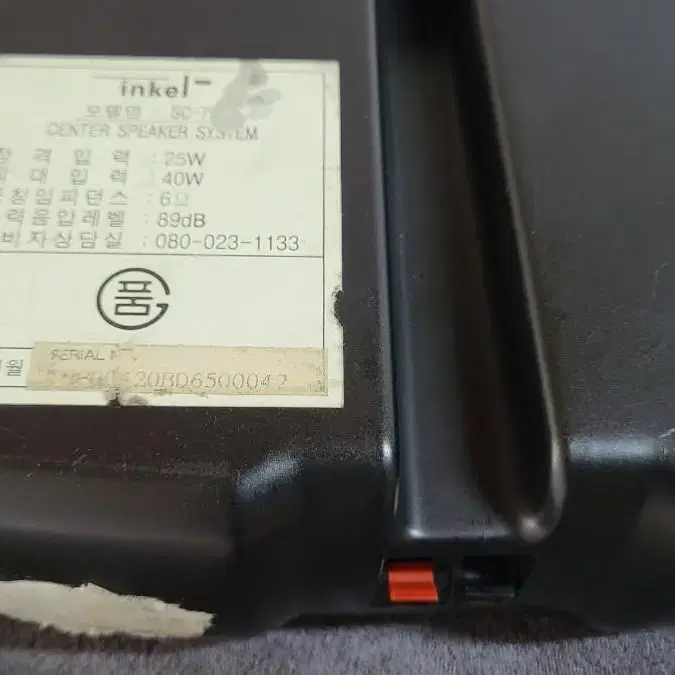 inkel
모델명 SC-7
CENTER SPEAKER SYSTEM
격 입 력 : 25W
대 입 력 : 40W
칭임피던스 : 6Ω
력음압레벨 : 89dB
비자상담실 : 080-023-1133
품
월 SERIAL
20BD6500042